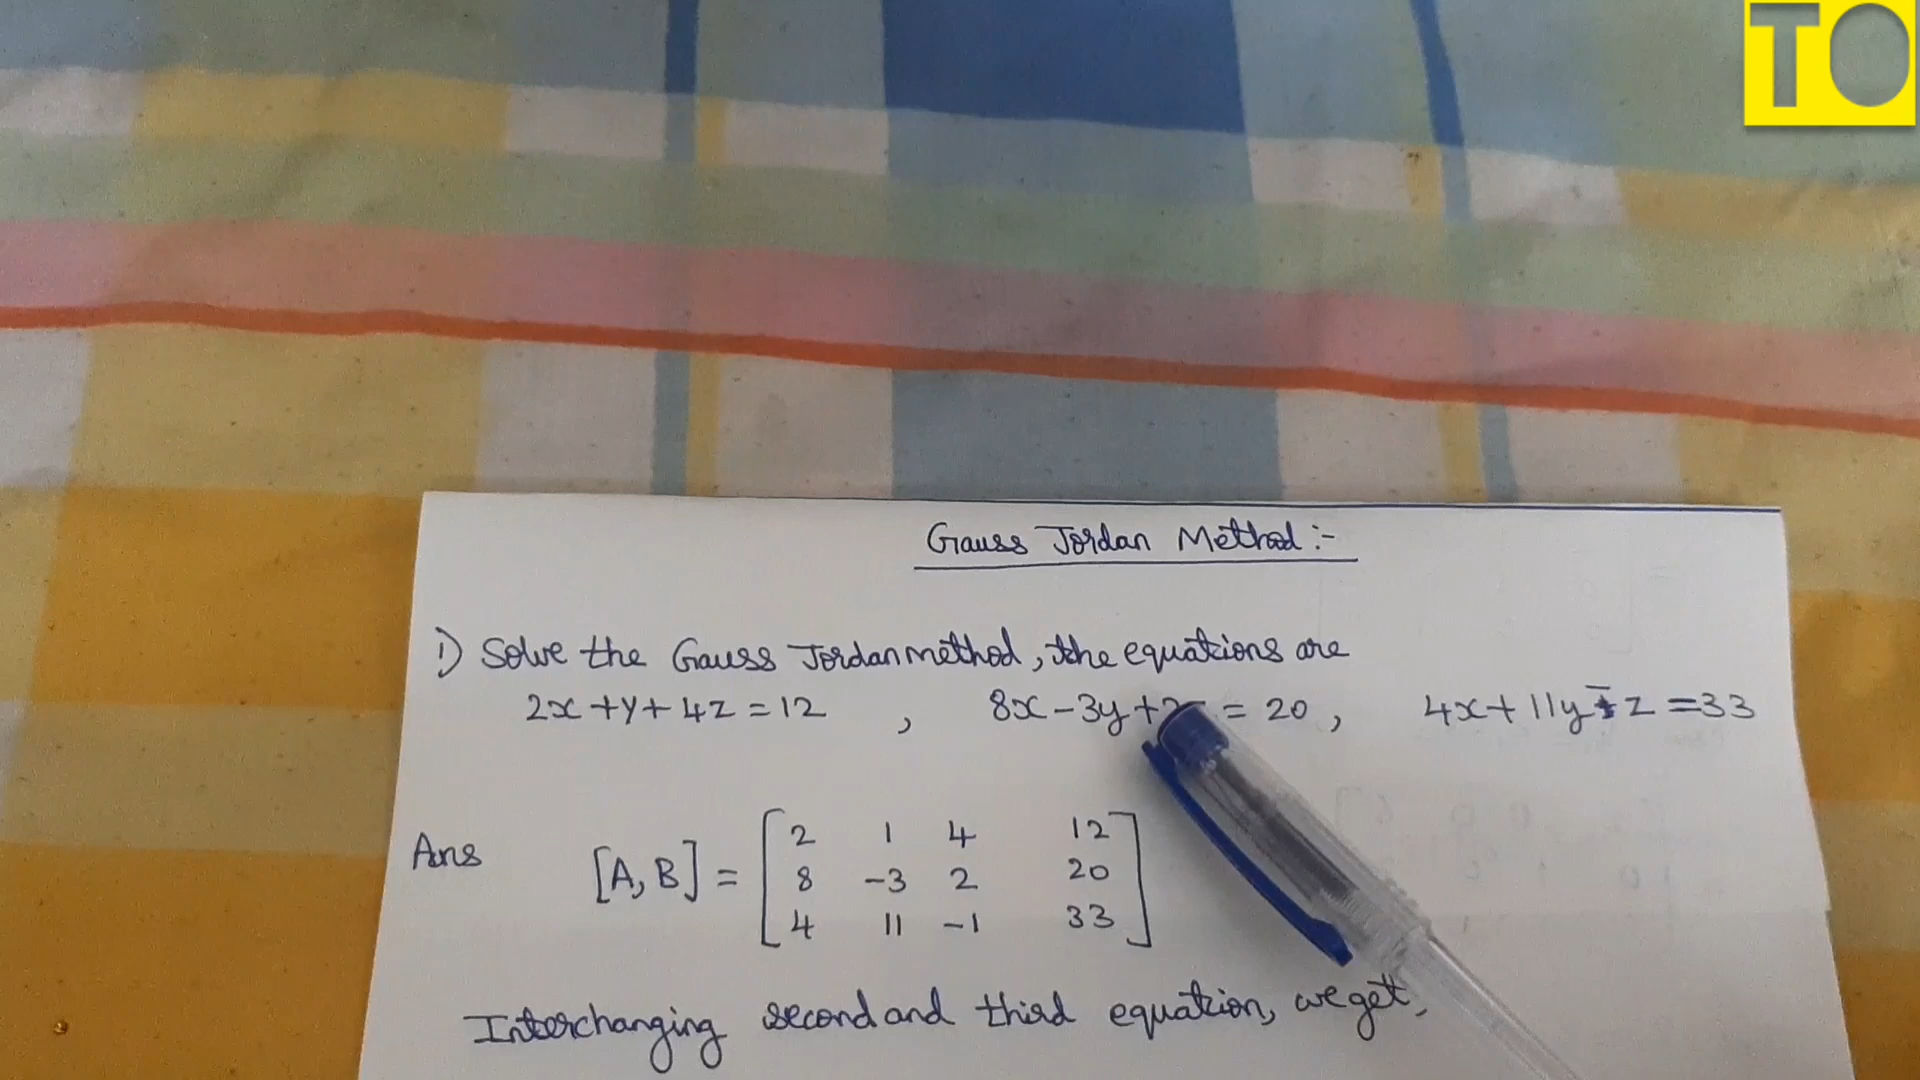 TO
Gauss Jordan Method :-
1) Solve the Gauss Jordan method, the equations are
2x + y + 4z = 12 , 8x - 3y + = 20 , 4x + 11y - z = 33
Ans [A, B] = [ 2 1 4 12
8 -3 2 20
4 11 -1 33 ]
Interchanging second and third equation, we get,